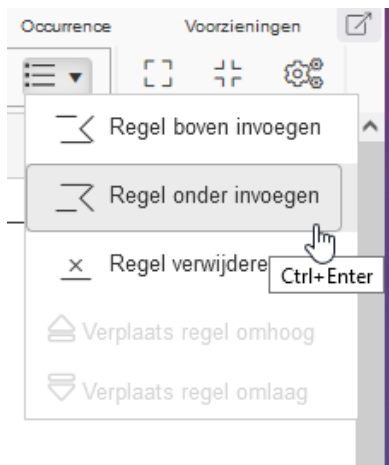 Occurrence Voorzieningen
Regel boven invoegen
Regel onder invoegen
Regel verwijdere
Ctrl+Enter
Verplaats regel omhoog
Verplaats regel omlaag